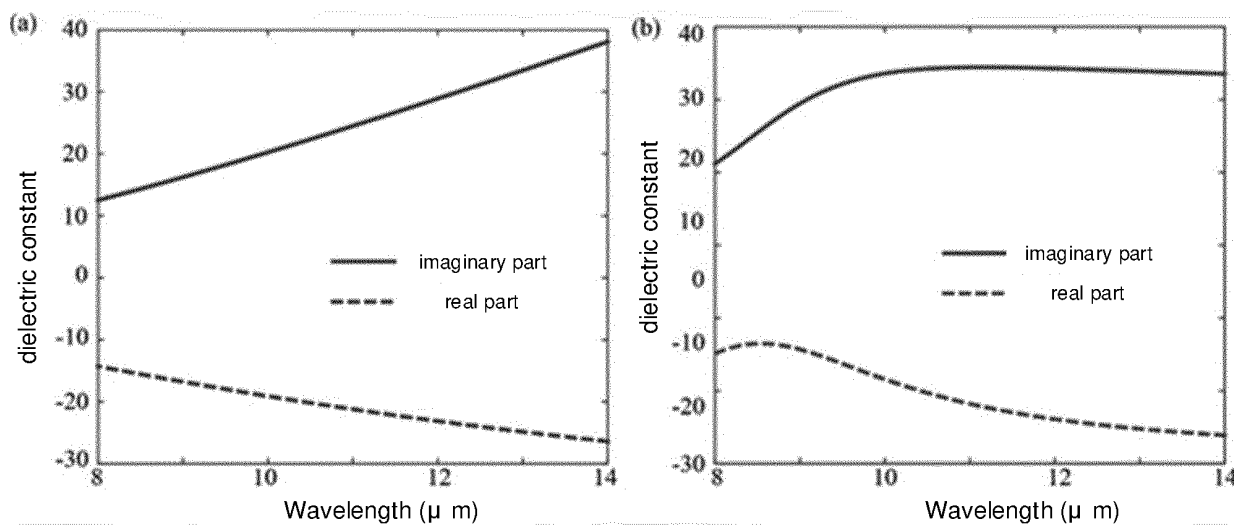 (a)
40
30
20
10
0
-10
-20
-30
dielectric constant
imaginary part
real part
8
10
12
14
Wavelength (μ m)
(b)
40
30
20
10
0
-10
-20
-30
dielectric constant
imaginary part
real part
8
10
12
14
Wavelength (μ m)